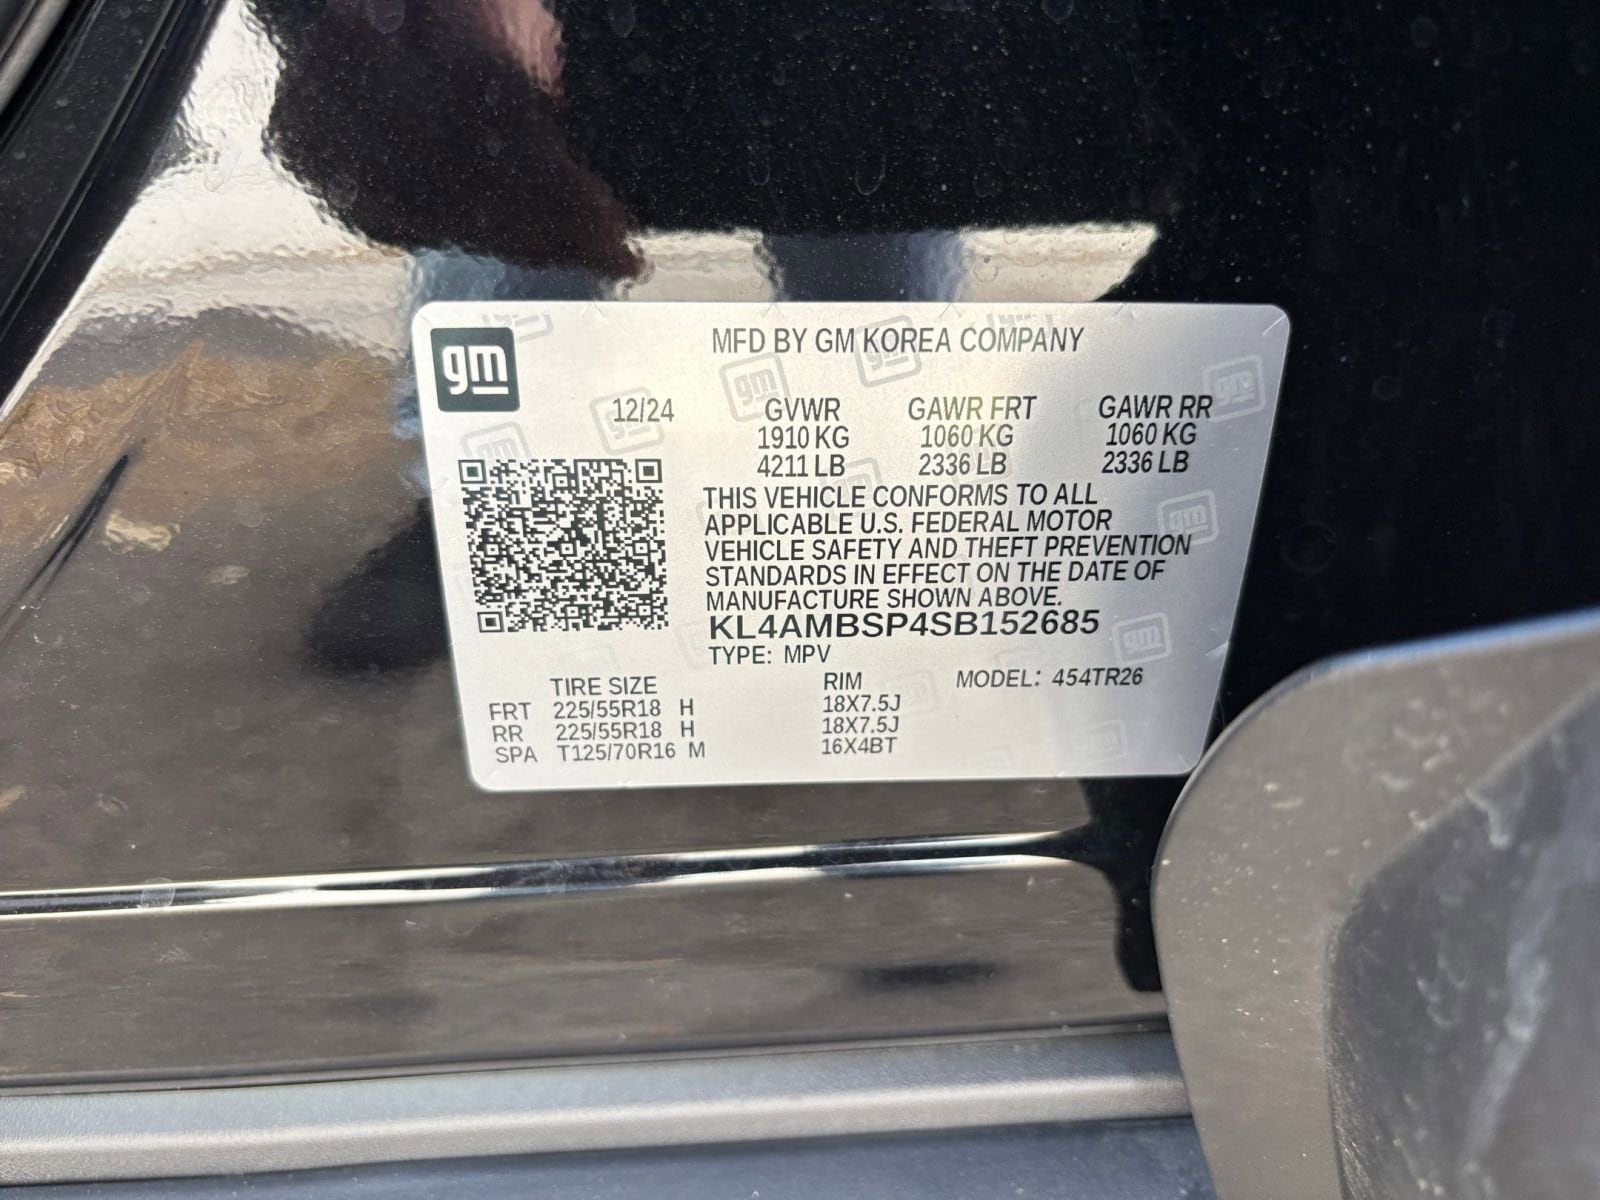 gm
MFD BY GM KOREA COMPANY
12/24 GVWR GAWR FRT GAWR RR
1910 KG 1060 KG 1060 KG
4211 LB 2336 LB 2336 LB
THIS VEHICLE CONFORMS TO ALL
APPLICABLE U.S. FEDERAL MOTOR
VEHICLE SAFETY AND THEFT PREVENTION
STANDARDS IN EFFECT ON THE DATE OF
MANUFACTURE SHOWN ABOVE.
KL4AMBSP4SB152685
TYPE: MPV
TIRE SIZE RIM MODEL: 454TR26
FRT 225/55R18 H 18X7.5J
RR 225/55R18 H 18X7.5J
SPA T125/70R16 M 16X4BT